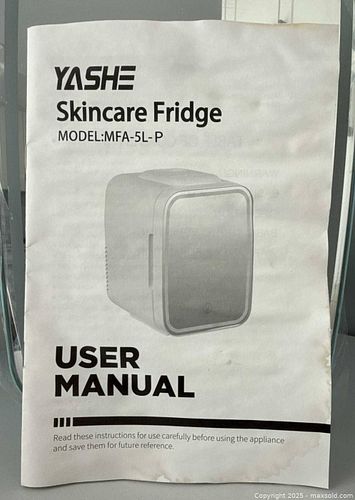 YASHE
Skincare Fridge
MODEL:MFA-5L-P
USER
MANUAL
Read these instructions for use carefully before using the appliance
and save them for future reference.
Copyright 2025 - maxsold.com